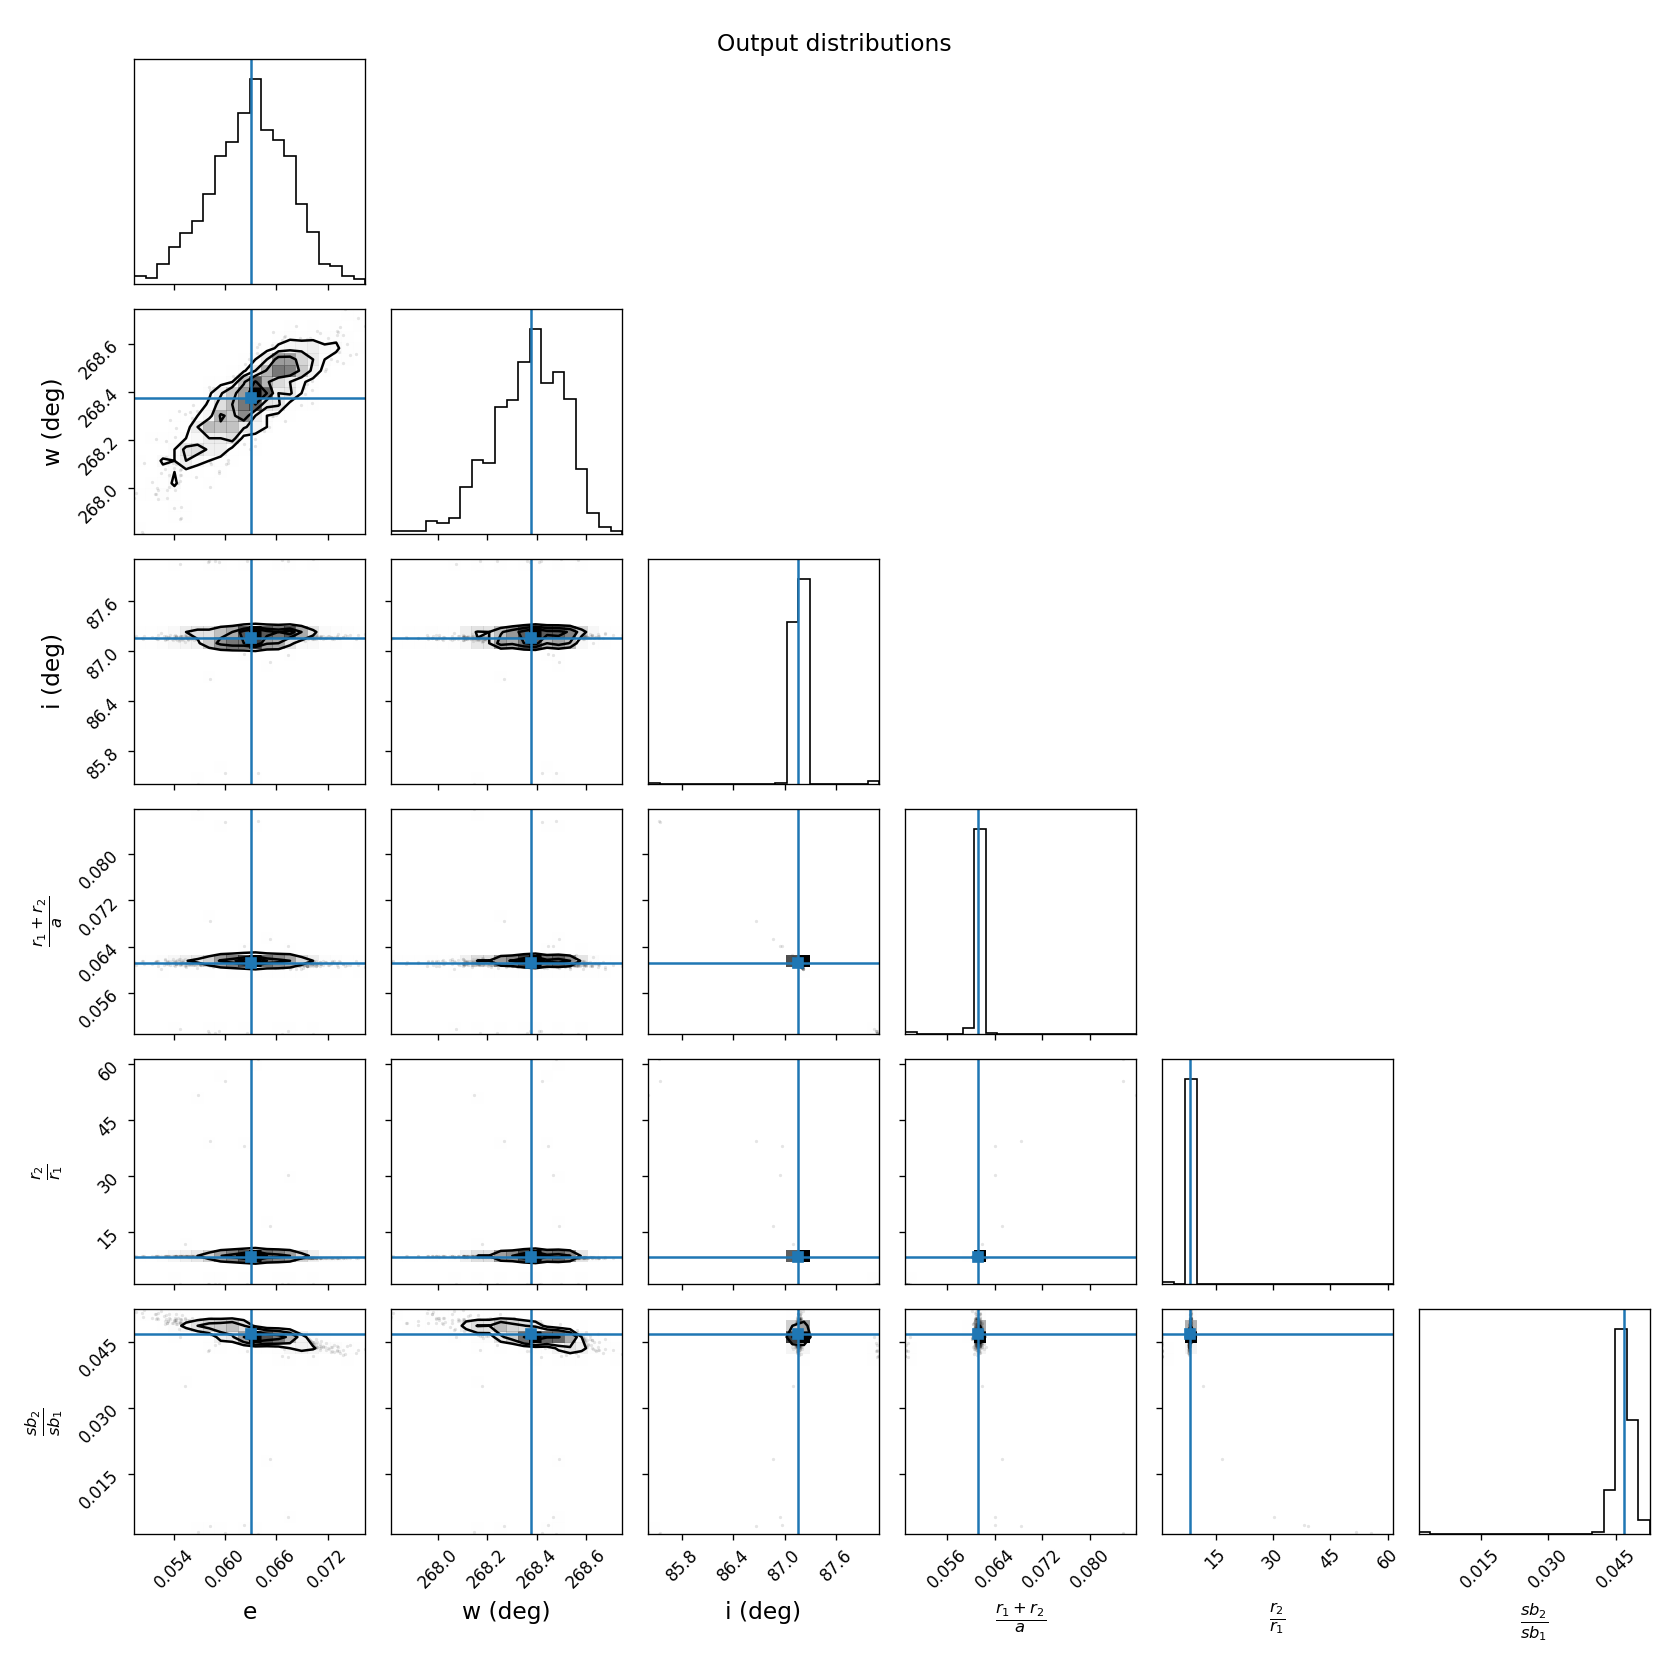 Output distributions
w (deg)
268.6
268.4
268.2
268.0
i (deg)
87.6
87.0
86.4
85.8
r₁ + r₂
a
0.080
0.072
0.064
0.056
r₂
r₁
60
45
30
15
sb₂
sb₁
0.045
0.030
0.015
0.054 0.060 0.066 0.072
e
268.0 268.2 268.4 268.6
w (deg)
85.8 86.4 87.0 87.6
i (deg)
0.056 0.064 0.072 0.080
r₁ + r₂
a
15 30 45 60
r₂
r₁
0.015 0.030 0.045
sb₂
sb₁